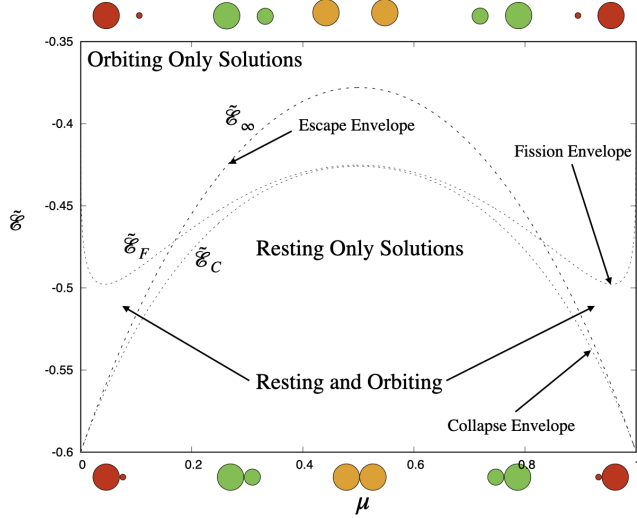 -0.35
Orbiting Only Solutions
-0.4
Ẽ∞
Escape Envelope
Fission Envelope
-0.45
Ẽ
ẼF
ẼC
Resting Only Solutions
-0.5
Resting and Orbiting
-0.55
Collapse Envelope
-0.6
0 0.2 0.4 0.6 0.8 1
μ